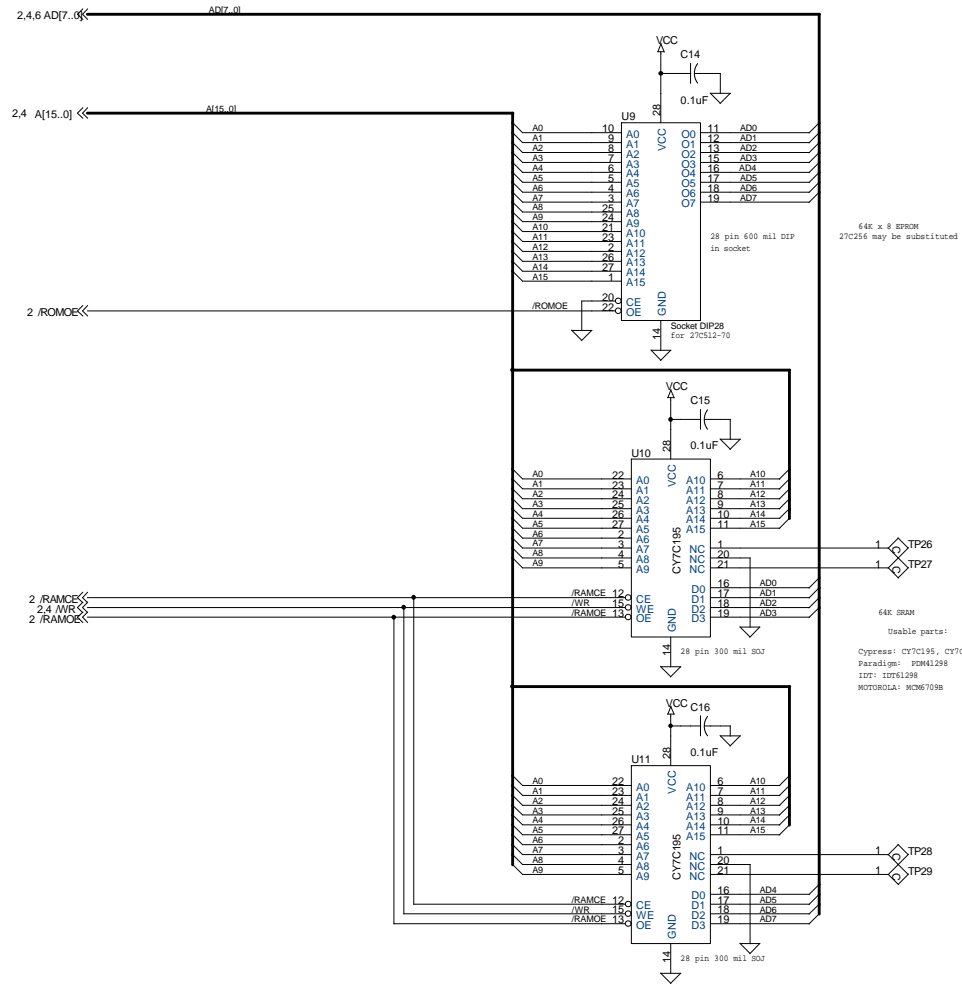 2,4,6 AD[7..0]
AD[7..0]
VCC
C14
0.1uF
2,4 A[15..0]
A[15..0]
28
U9
A0 10 A0 VCC O0 11 AD0
A1 9 A1 O1 12 AD1
A2 8 A2 O2 13 AD2
A3 7 A3 O3 15 AD3
A4 6 A4 O4 16 AD4
A5 5 A5 O5 17 AD5
A6 4 A6 O6 18 AD6
A7 3 A7 O7 19 AD7
A8 25 A8
A9 24 A9
A10 21 A10
A11 23 A11
A12 2 A12
A13 26 A13
A14 27 A14
A15 1 A15
28 pin 600 mil DIP
in socket
64K x 8 EPROM
27C256 may be substituted
20 CE
2 /ROMOE /ROMOE 22 OE GND
14
Socket DIP28
for 27C512-70
VCC
C15
0.1uF
28
U10
A0 22 A0 VCC A10 6 A10
A1 23 A1 A11 7 A11
A2 24 A2 A12 8 A12
A3 25 A3 A13 9 A13
A4 26 A4 A14 10 A14
A5 27 A5 A15 11 A15
A6 2 A6
A7 3 A7 NC 1 1 C TP26
A8 4 A8 NC 20
A9 5 A9 NC 21 1 C TP27
CY7C195
D0 16 AD0
2 /RAMCE /RAMCE 12 CE D1 17 AD1
2,4 /WR /WR 15 WE D2 18 AD2
2 /RAMOE /RAMOE 13 OE D3 19 AD3
GND
14
28 pin 300 mil SOJ
64K SRAM
Usable parts:
Cypress: CY7C195, CY7C
Paradigm: PDM41298
IDT: IDT61298
MOTOROLA: MCM6709B
VCC
C16
0.1uF
28
U11
A0 22 A0 VCC A10 6 A10
A1 23 A1 A11 7 A11
A2 24 A2 A12 8 A12
A3 25 A3 A13 9 A13
A4 26 A4 A14 10 A14
A5 27 A5 A15 11 A15
A6 2 A6
A7 3 A7 NC 1 1 C TP28
A8 4 A8 NC 20
A9 5 A9 NC 21 1 C TP29
CY7C195
D0 16 AD4
/RAMCE 12 CE D1 17 AD5
/WR 15 WE D2 18 AD6
/RAMOE 13 OE D3 19 AD7
GND
14
28 pin 300 mil SOJ